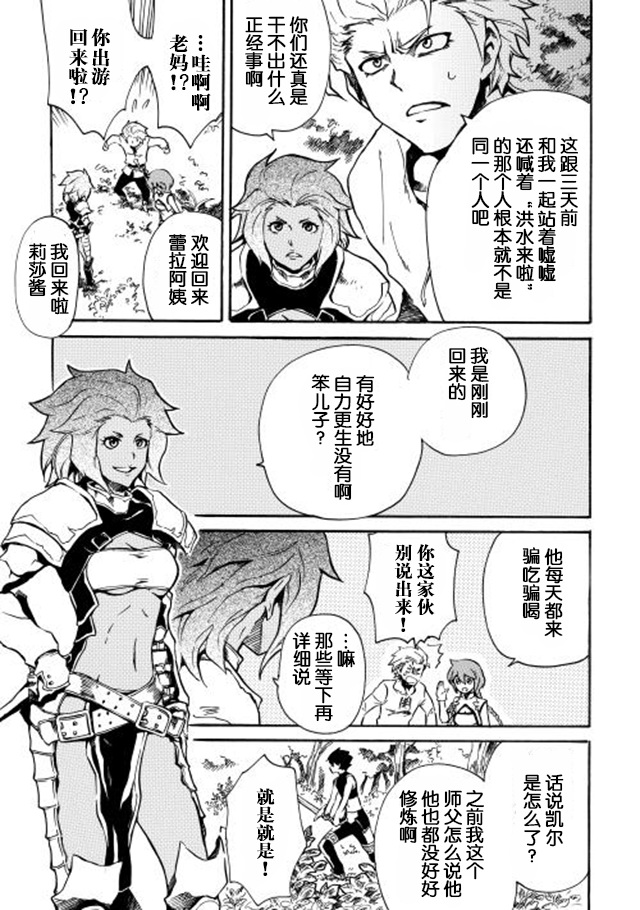 你们还真是
干不出什么
正经事啊
这跟三天前
和我一起站着嘘嘘
还喊着“洪水来啦”
的那个人根本就不是
同一个人吧
…哇啊啊
老妈!?
你出游
回来啦!?
欢迎回来
蕾拉阿姨
我回来啦
莉莎酱
我是刚刚
回来的
有好好地
自力更生没有啊
笨儿子？
他每天都来
骗吃骗喝
你这家伙
别说出来！
…嘛
那些等下再
详细说
话说凯尔
是怎么了？
之前我这个
师父怎么说他
他也都没好好
修炼啊
就是就是！